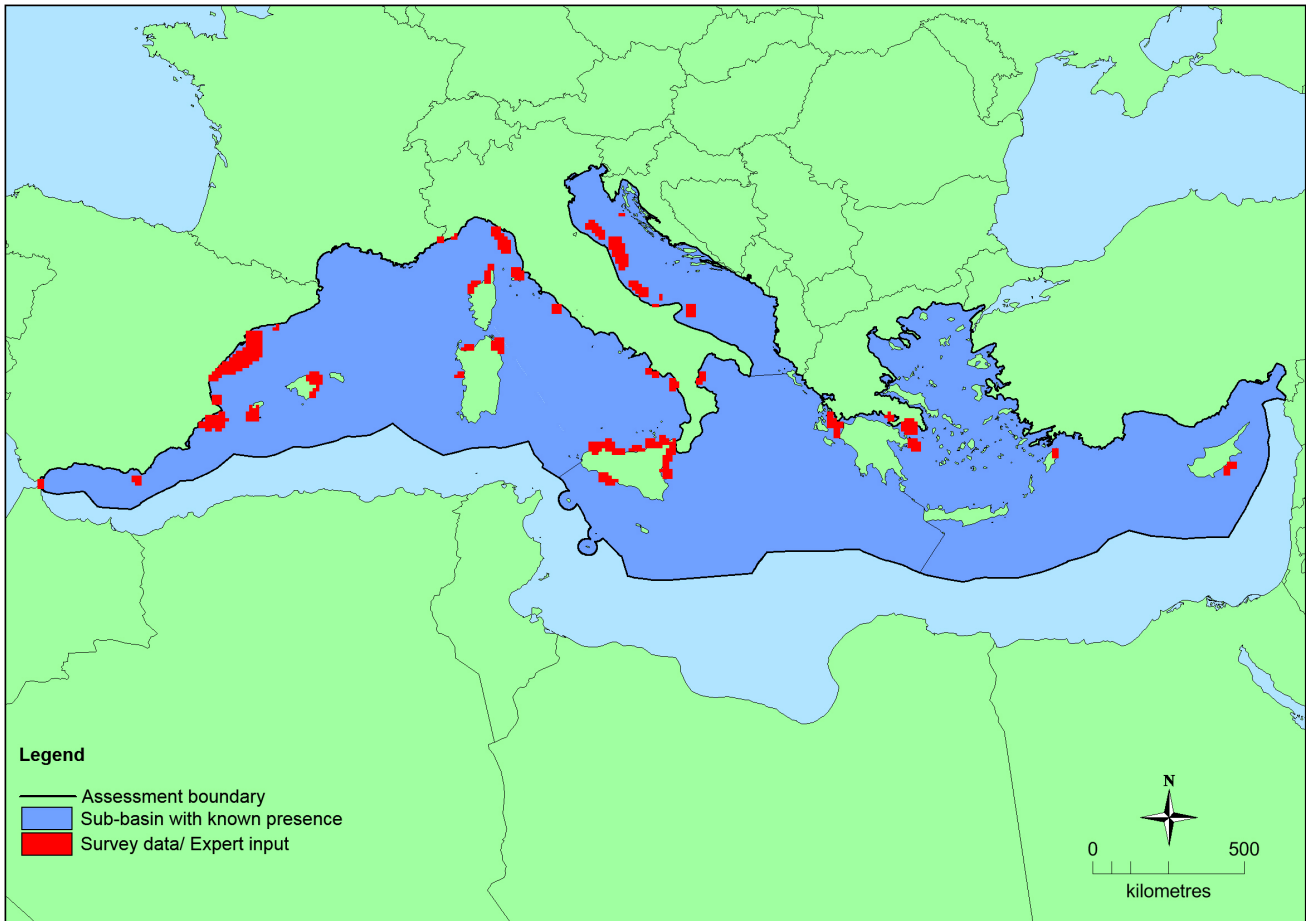 Legend
Assessment boundary
Sub-basin with known presence
Survey data/ Expert input
N
0 500
kilometres